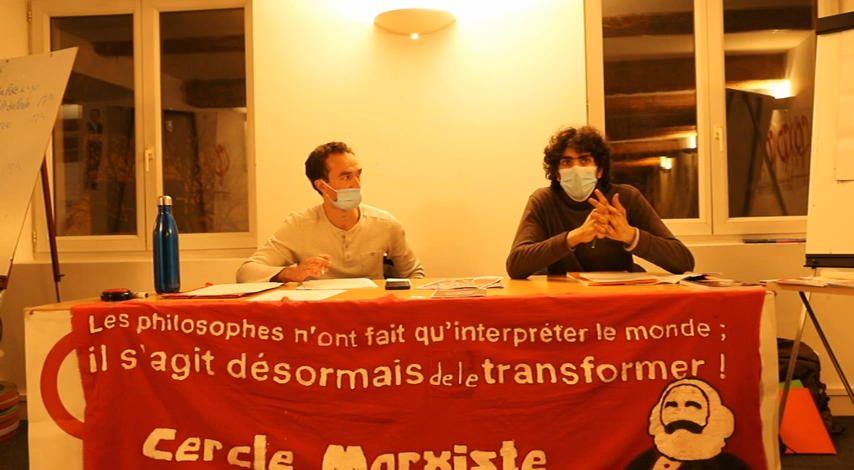 Les philosophes n'ont fait qu'interpréter le monde ;
il s'agit désormais de le transformer !
Cercle Marxiste